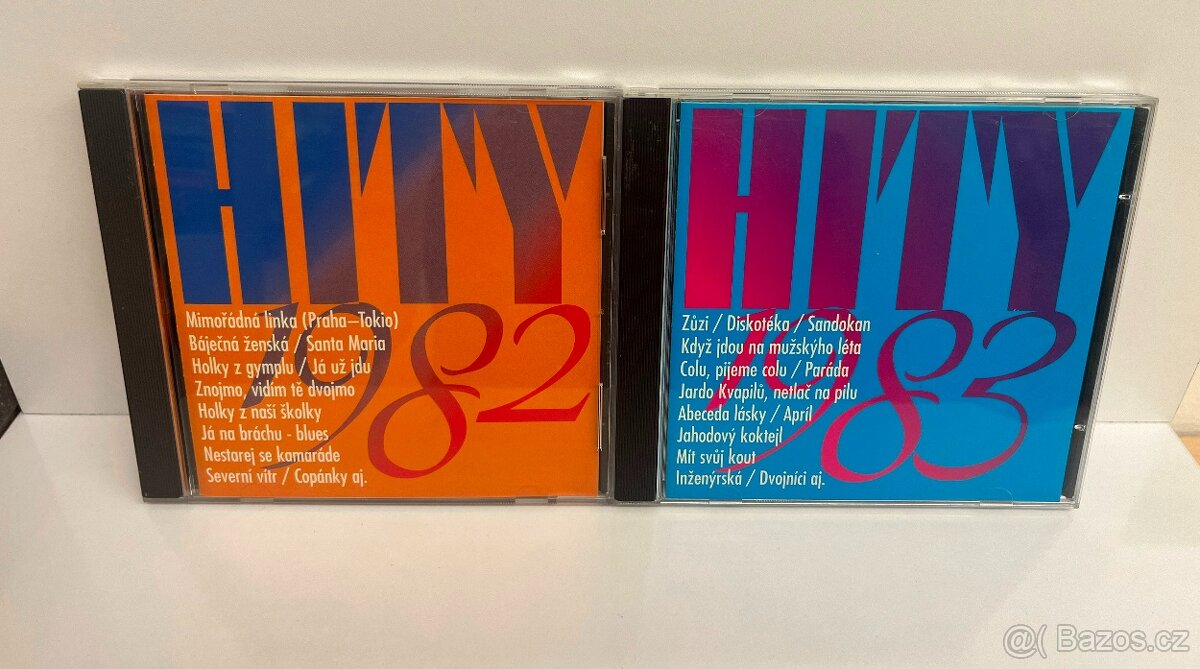 HITY
1982
Mimořádná linka (Praha–Tokio)
Báječná ženská / Santa Maria
Holky z gymplu / Já už jdu
Znojmo, vidím tě dvojmo
Holky z naší školky
Já na bráchu - blues
Nestarej se kamaráde
Severní vítr / Copánky aj.
HITY
1983
Zůzi / Diskotéka / Sandokan
Když jdou na mužskýho léta
Colu, pijeme colu / Paráda
Jardo Kvapilů, netlač na pilu
Abeceda lásky / Apríl
Jahodový koktejl
Mít svůj kout
Inženýrská / Dvojníci aj.
@( Bazos.cz